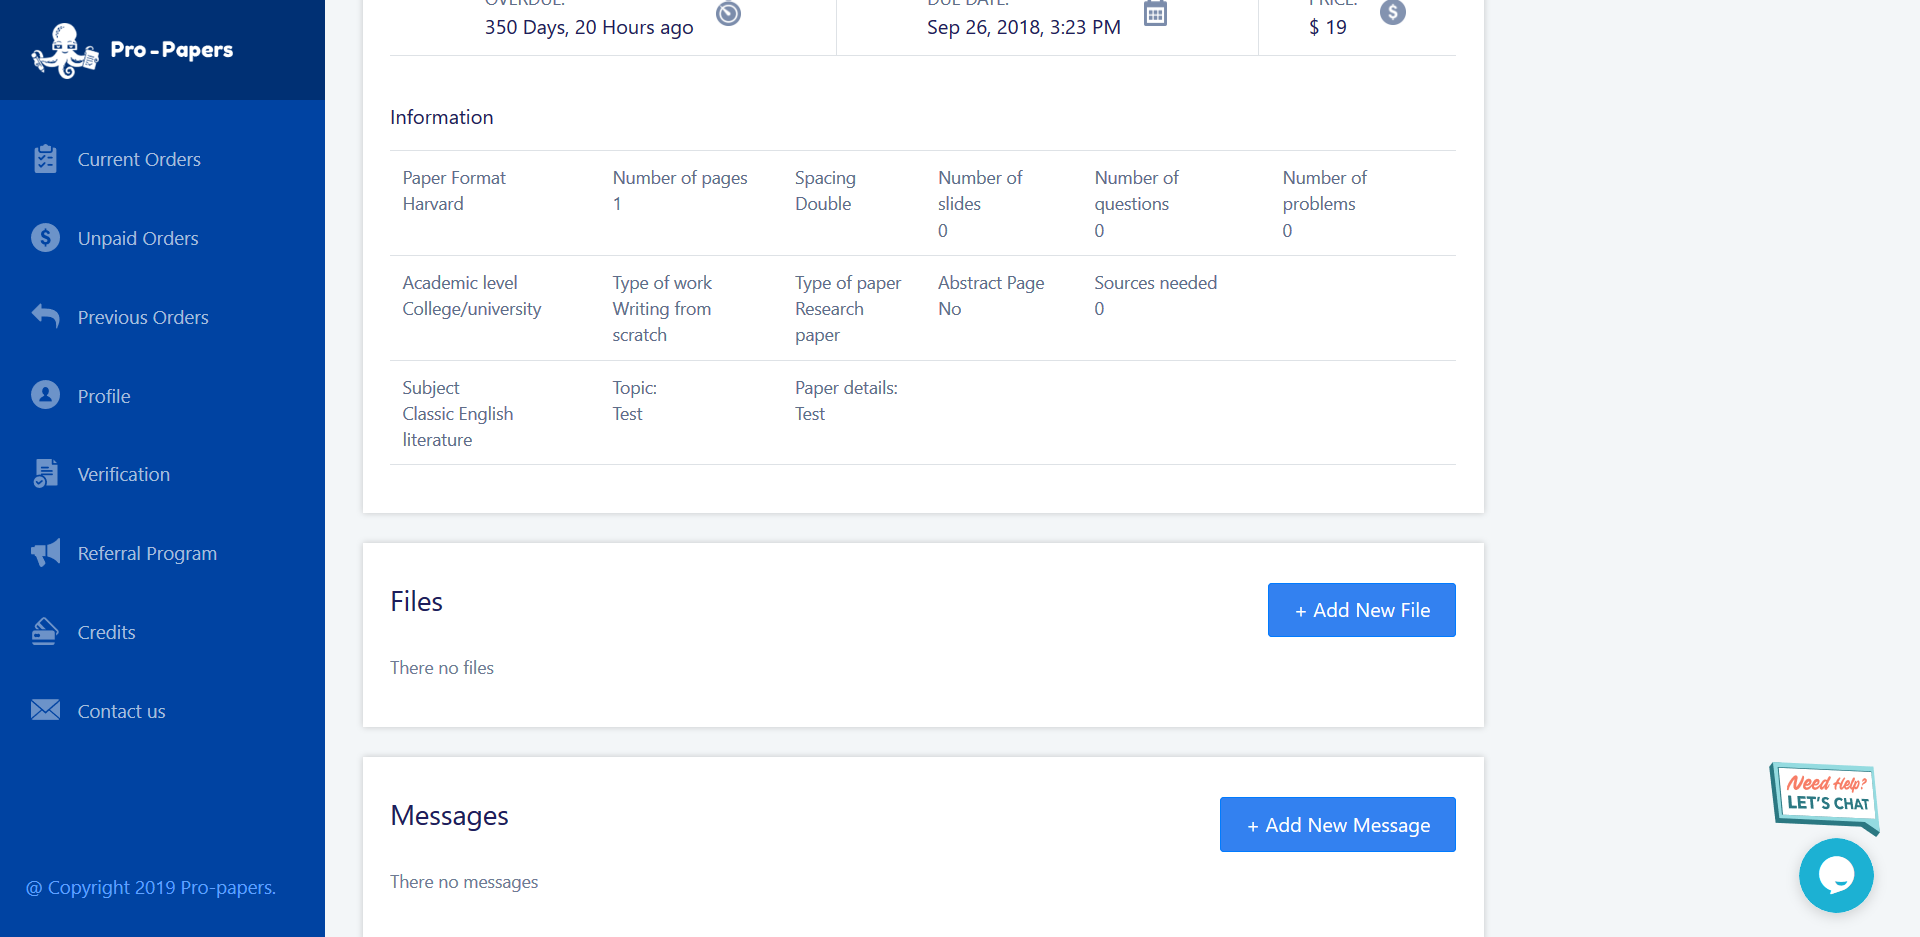 Pro-Papers
Current Orders
Unpaid Orders
Previous Orders
Profile
Verification
Referral Program
Credits
Contact us
@ Copyright 2019 Pro-papers.
OVERDUE:
350 Days, 20 Hours ago
DUE DATE:
Sep 26, 2018, 3:23 PM
PRICE:
$ 19
Information
Paper Format
Harvard
Number of pages
1
Spacing
Double
Number of
slides
0
Number of
questions
0
Number of
problems
0
Academic level
College/university
Type of work
Writing from
scratch
Type of paper
Research
paper
Abstract Page
No
Sources needed
0
Subject
Classic English
literature
Topic:
Test
Paper details:
Test
Files
+ Add New File
There no files
Messages
+ Add New Message
There no messages
Need Help?
LET'S CHAT